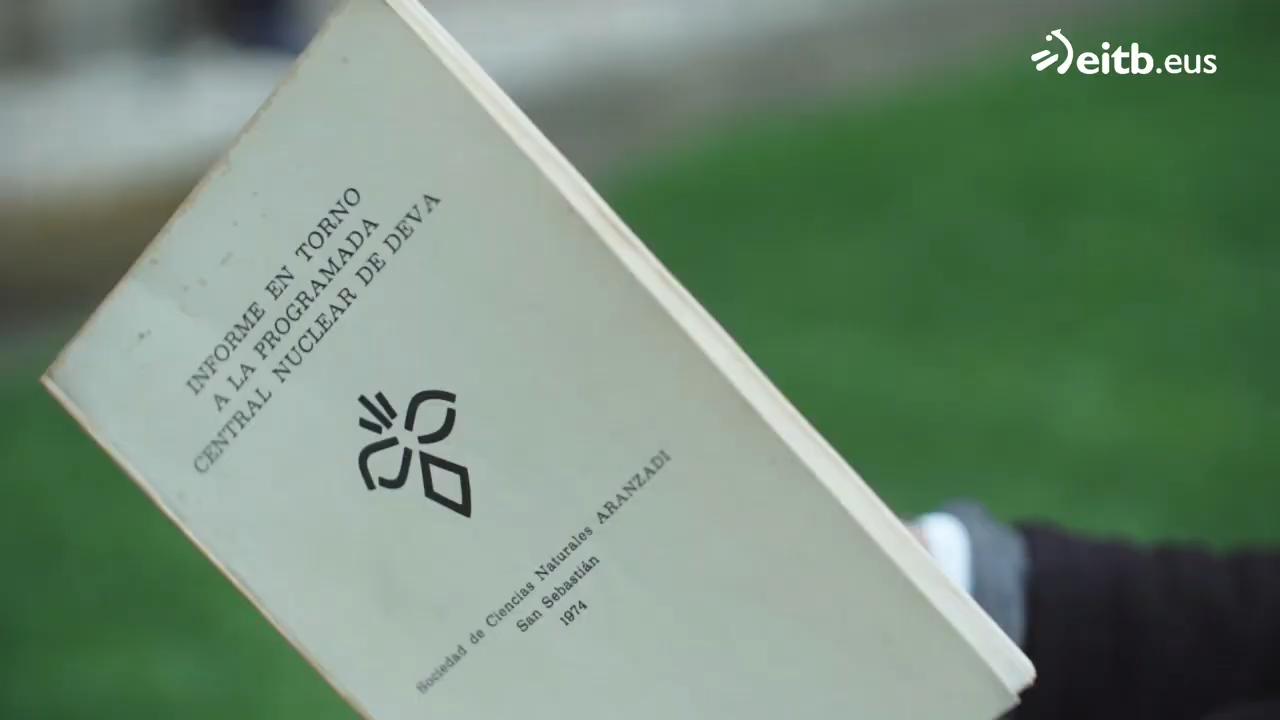 eitb.eus
INFORME EN TORNO
A LA PROGRAMADA
CENTRAL NUCLEAR DE DEVA
Sociedad de Ciencias Naturales ARANZADI
San Sebastián
1974